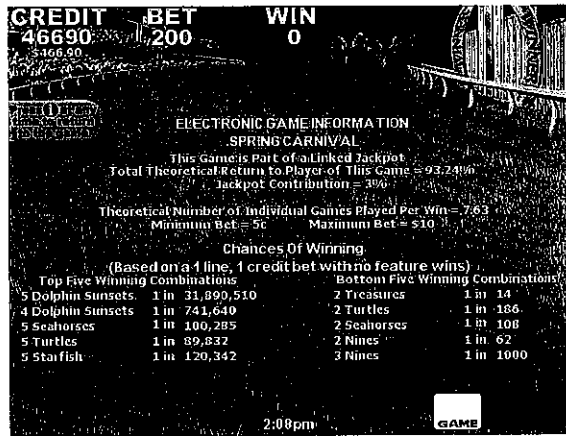 CREDIT BET WIN
46690 200 0
$466.90
ELECTRONIC GAME INFORMATION
SPRING CARNIVAL
This Game is Part of a Linked Jackpot
Total Theoretical Return to Player of This Game = 93.24%
Jackpot Contribution = 3%
Theoretical Number of Individual Games Played Per Win = 7.63
Minimum Bet = 5c Maximum Bet = $10
Chances Of Winning
(Based on a 1 line, 1 credit bet with no feature wins)
Top Five Winning Combinations Bottom Five Winning Combinations
5 Dolphin Sunsets 1 in 31,890,510 2 Treasures 1 in 14
4 Dolphin Sunsets 1 in 741,640 2 Turtles 1 in 186
5 Seahorses 1 in 100,285 2 Seahorses 1 in 108
5 Turtles 1 in 89,832 2 Nines 1 in 62
5 Starfish 1 in 120,342 3 Nines 1 in 1000
2:08pm GAME